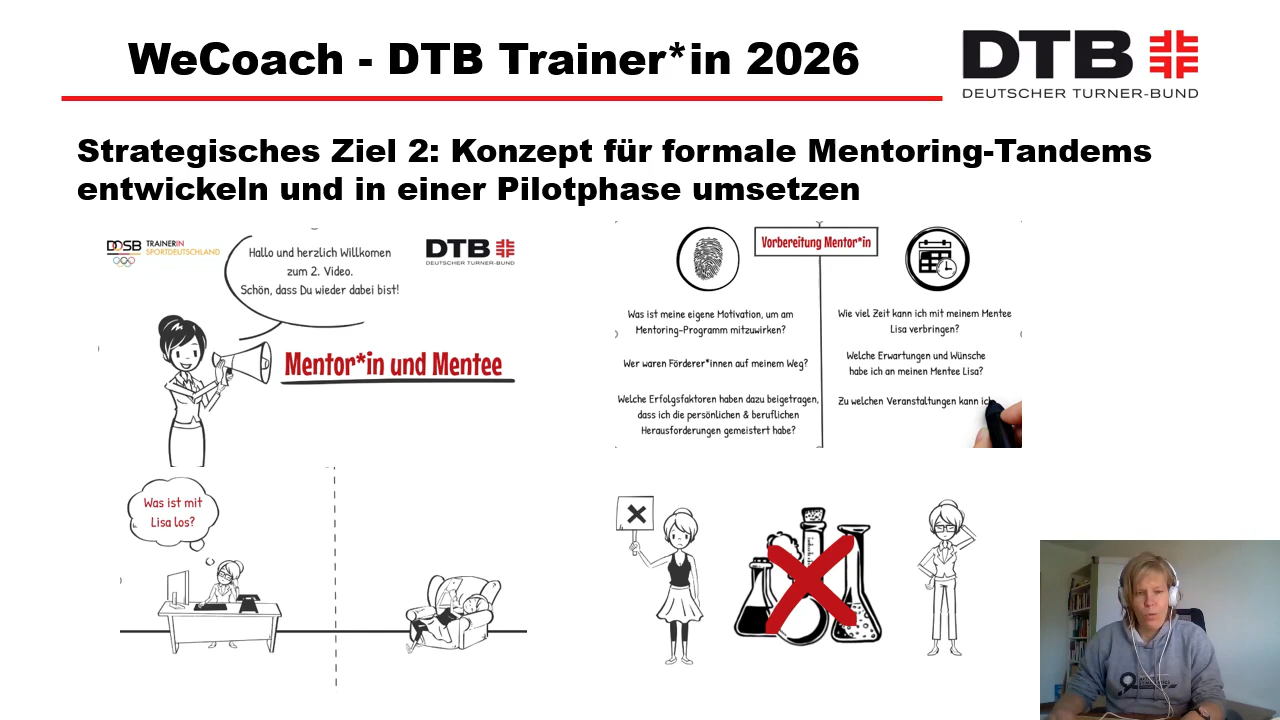 WeCoach - DTB Trainer*in 2026
DTB
DEUTSCHER TURNER-BUND
Strategisches Ziel 2: Konzept für formale Mentoring-Tandems
entwickeln und in einer Pilotphase umsetzen
DOSB
TRAINERIN
SPORTDEUTSCHLAND
Hallo und herzlich Willkomen
zum 2. Video.
Schön, dass Du wieder dabei bist!
DTB
DEUTSCHER TURNER-BUND
Mentor*in und Mentee
Vorbereitung Mentor*in
Was ist meine eigene Motivation, um am
Mentoring-Programm mitzuwirken?
Wer waren Förderer*innen auf meinem Weg?
Welche Erfolgsfaktoren haben dazu beigetragen,
dass ich die persönlichen & beruflichen
Herausforderungen gemeistert habe?
Wie viel Zeit kann ich mit meinem Mentee
Lisa verbringen?
Welche Erwartungen und Wünsche
habe ich an meinen Mentee Lisa?
Zu welchen Veranstaltungen kann ich
Was ist mit
Lisa los?